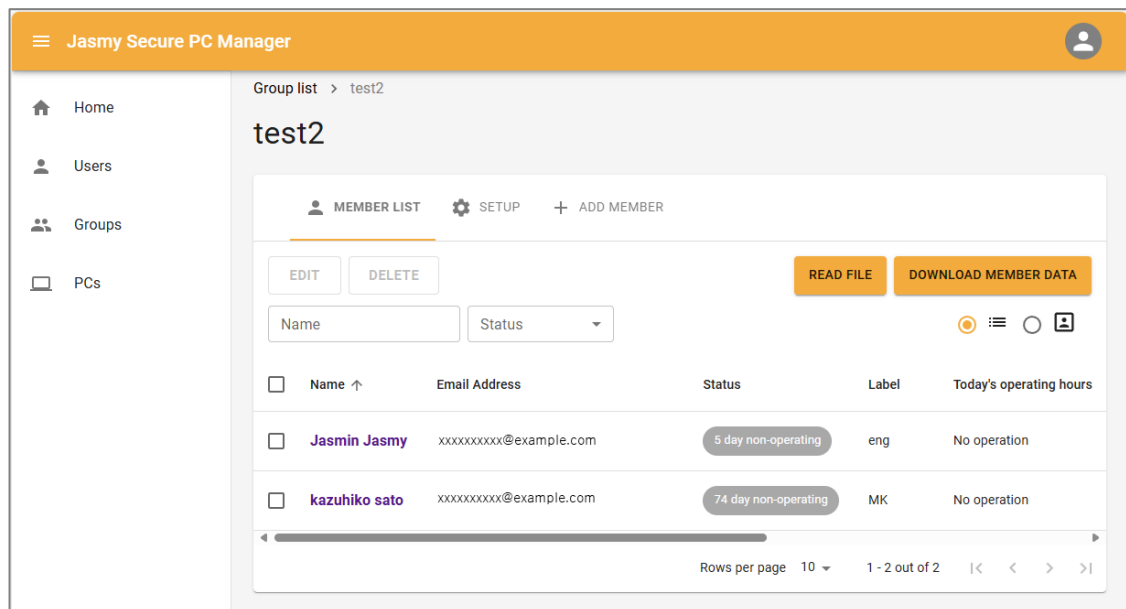 Jasmy Secure PC Manager
Home
Users
Groups
PCs
Group list > test2
test2
MEMBER LIST SETUP + ADD MEMBER
EDIT DELETE READ FILE DOWNLOAD MEMBER DATA
Name Status
Name ↑ Email Address Status Label Today's operating hours
Jasmin Jasmy xxxxxxxxxx@example.com 5 day non-operating eng No operation
kazuhiko sato xxxxxxxxxx@example.com 74 day non-operating MK No operation
Rows per page 10 1 - 2 out of 2